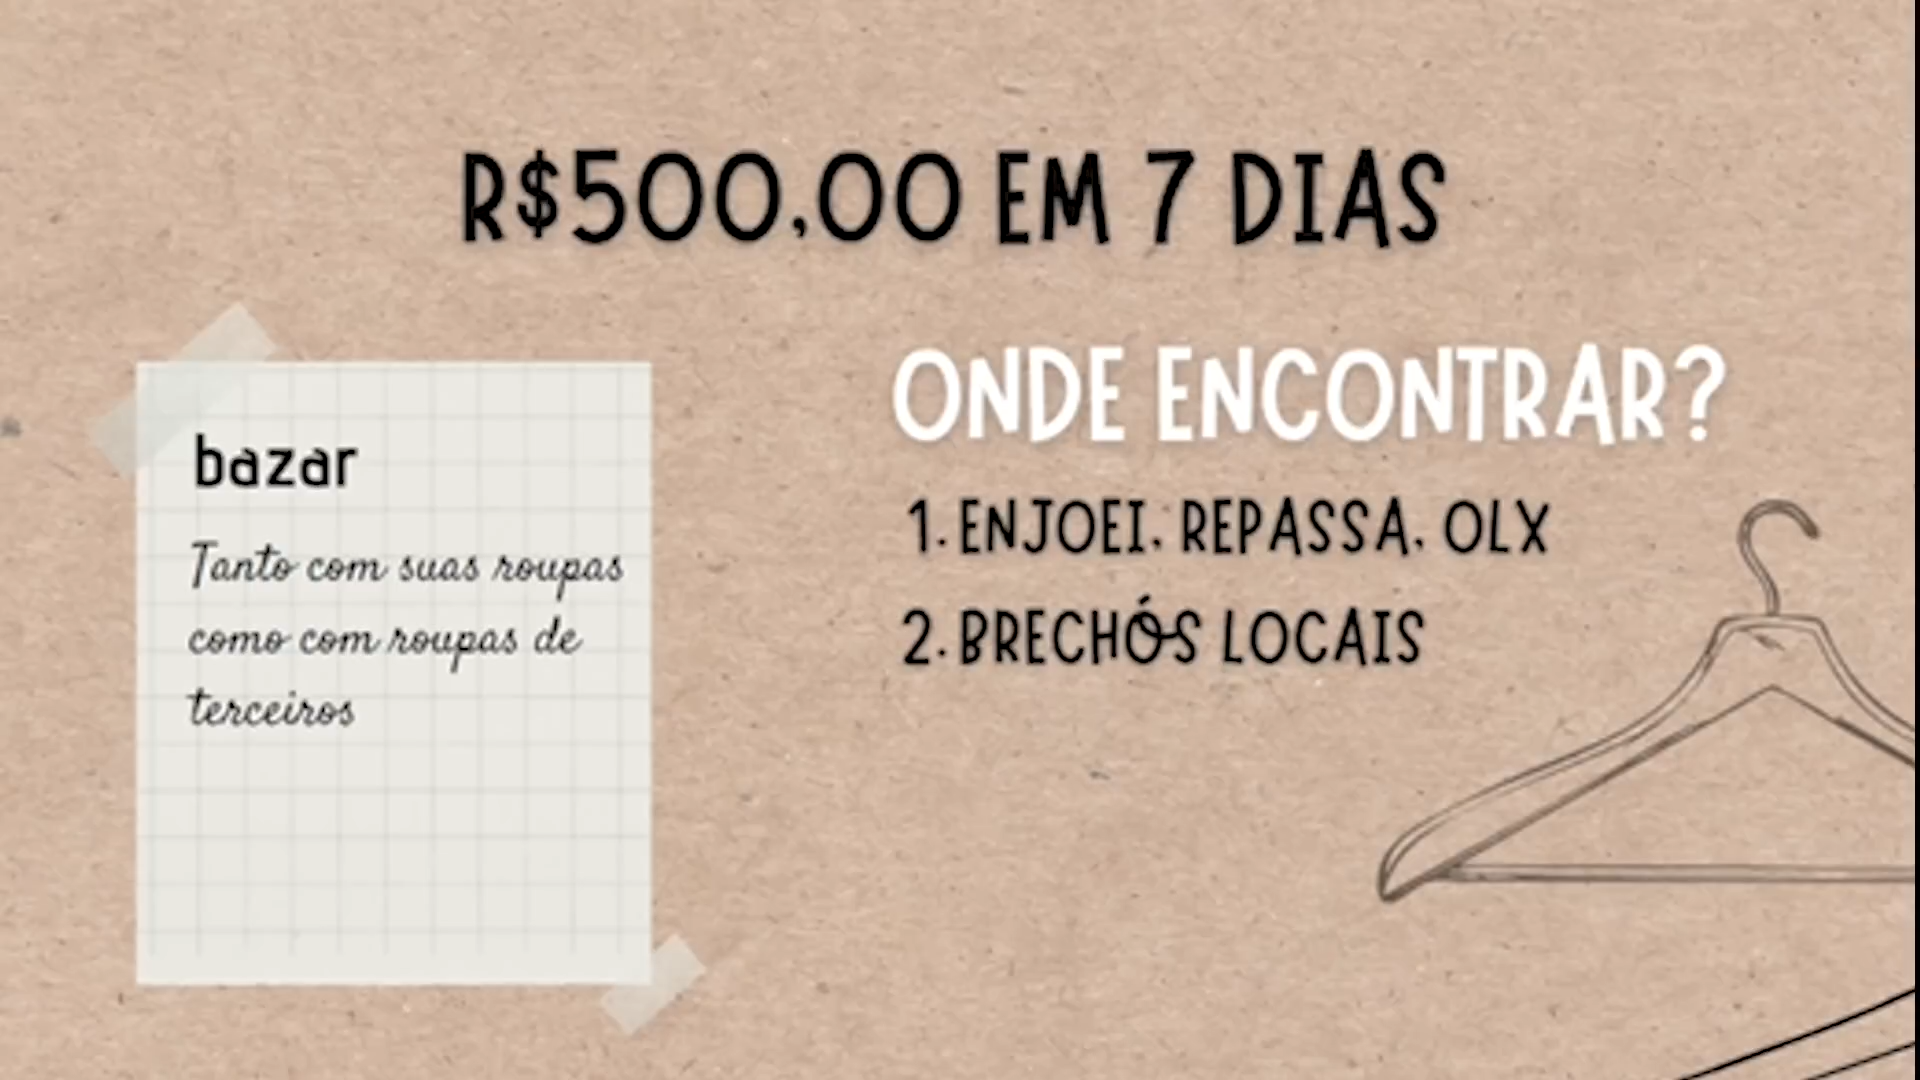 R$500,00 EM 7 DIAS
bazar
Tanto com suas roupas
como com roupas de
terceiros
ONDE ENCONTRAR?
1. ENJOEI, REPASSA, OLX
2. BRECHÓS LOCAIS